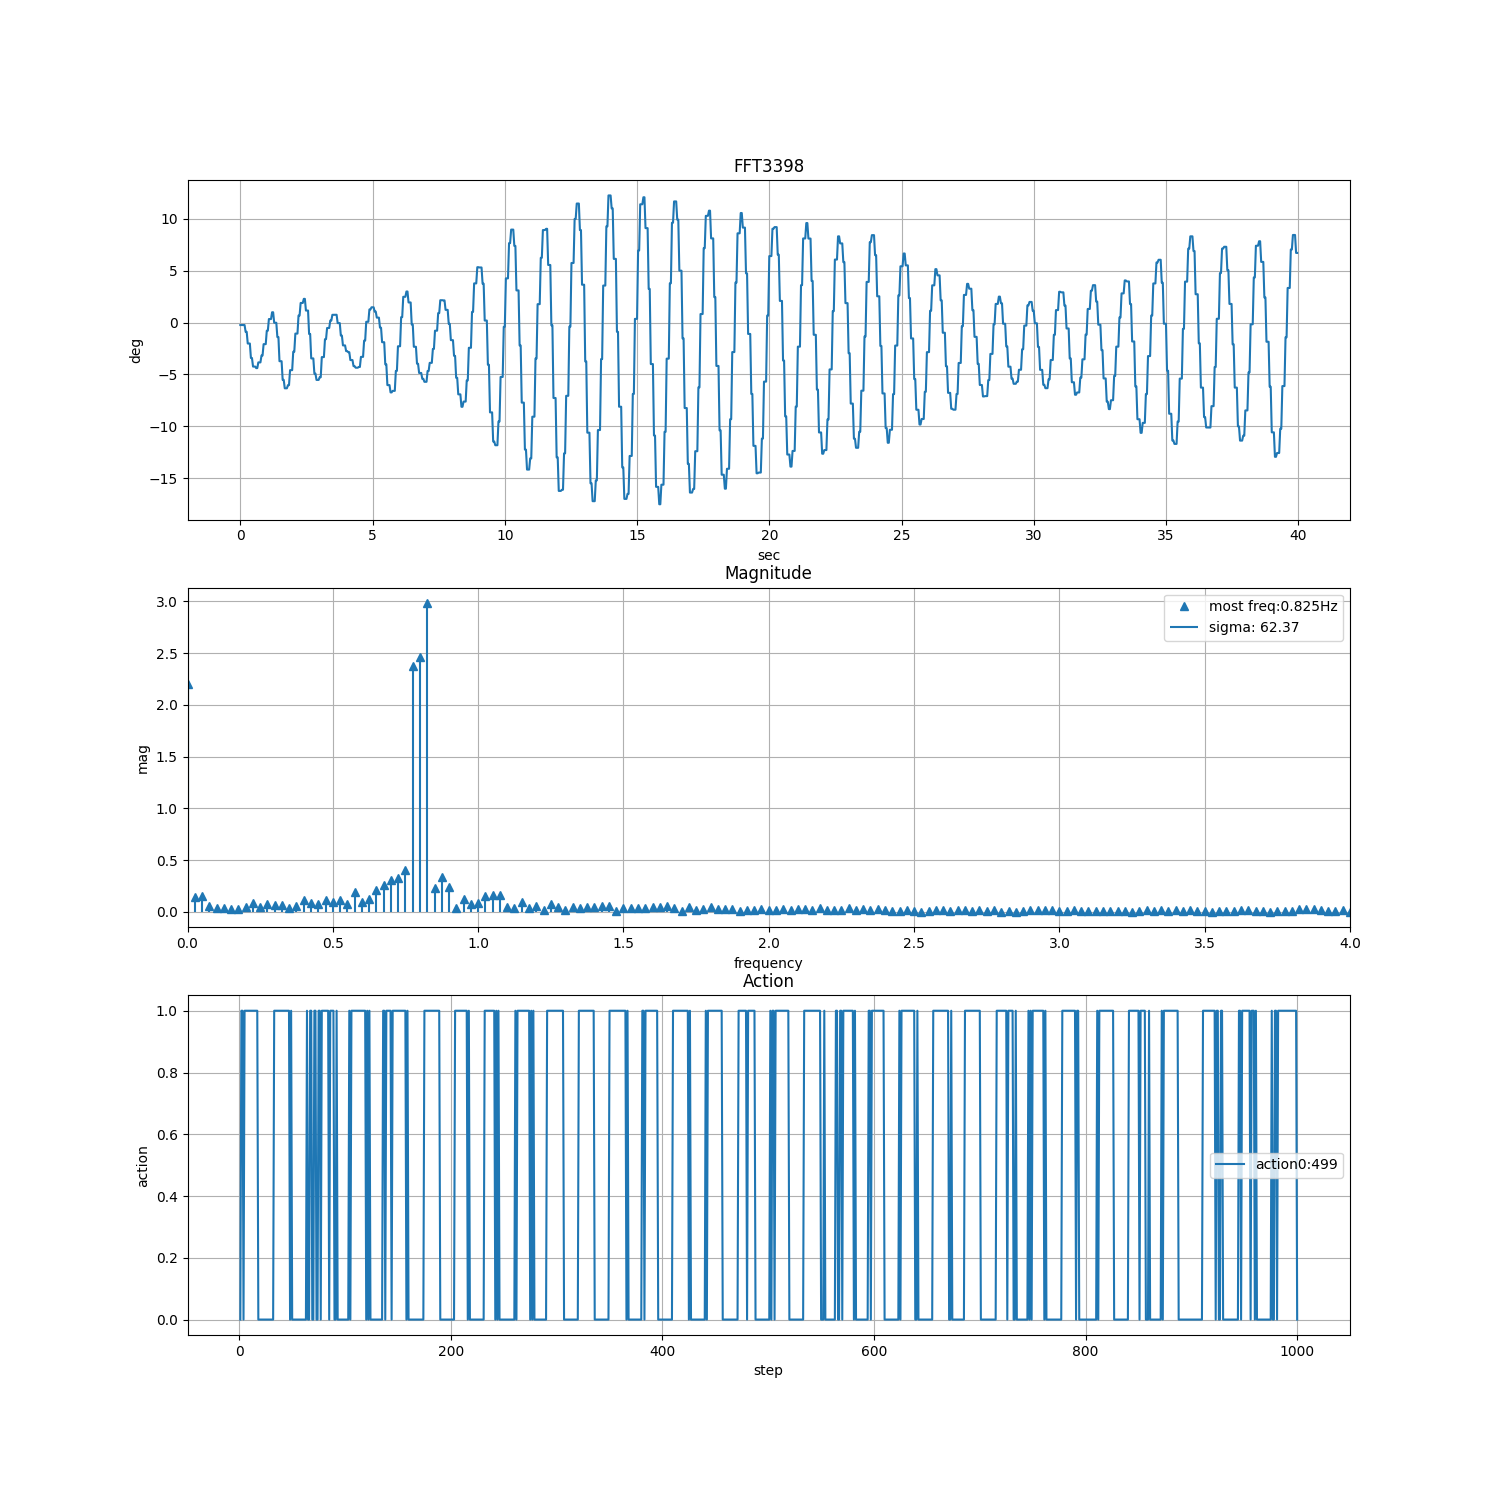 FFT3398
10
5
0
−5
−10
−15
deg
0 5 10 15 20 25 30 35 40
sec
Magnitude
3.0
2.5
2.0
1.5
1.0
0.5
0.0
mag
most freq:0.825Hz
sigma: 62.37
0.0 0.5 1.0 1.5 2.0 2.5 3.0 3.5 4.0
frequency
Action
1.0
0.8
0.6
0.4
0.2
0.0
action
action0:499
0 200 400 600 800 1000
step